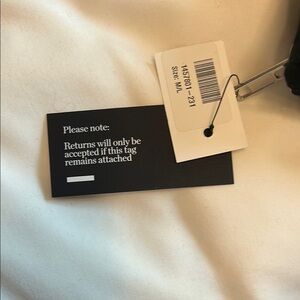 1457801-231
Size: M/L
Please note:
Returns will only be
accepted if this tag
remains attached